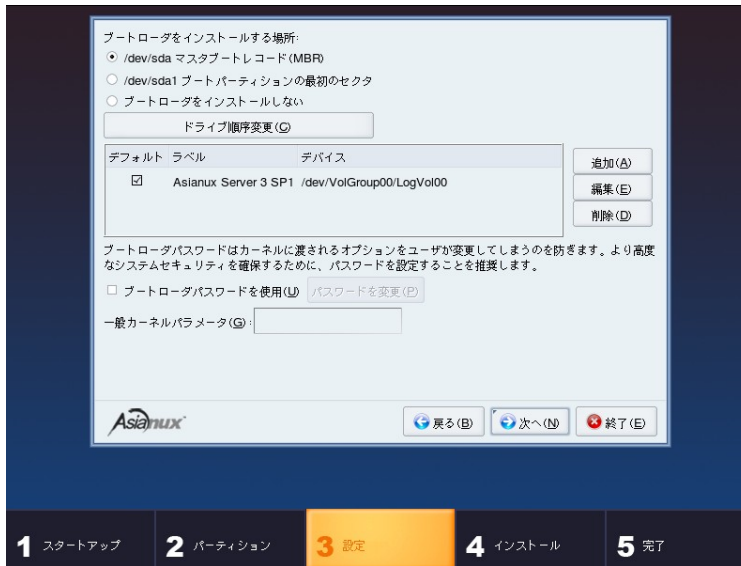 ブートローダをインストールする場所:
/dev/sda マスタブートレコード(MBR)
/dev/sda1 ブートパーティションの最初のセクタ
ブートローダをインストールしない
ドライブ順序変更(C)
デフォルト ラベル デバイス
Asianux Server 3 SP1 /dev/VolGroup00/LogVol00
追加(A)
編集(E)
削除(D)
ブートローダパスワードはカーネルに渡されるオプションをユーザが変更してしまうのを防ぎます。より高度
なシステムセキュリティを確保するために、パスワードを設定することを推奨します。
ブートローダパスワードを使用(U) パスワードを変更(P)
一般カーネルパラメータ(G):
Asianux
戻る(B) 次へ(N) 終了(E)
1 スタートアップ 2 パーティション 3 設定 4 インストール 5 完了